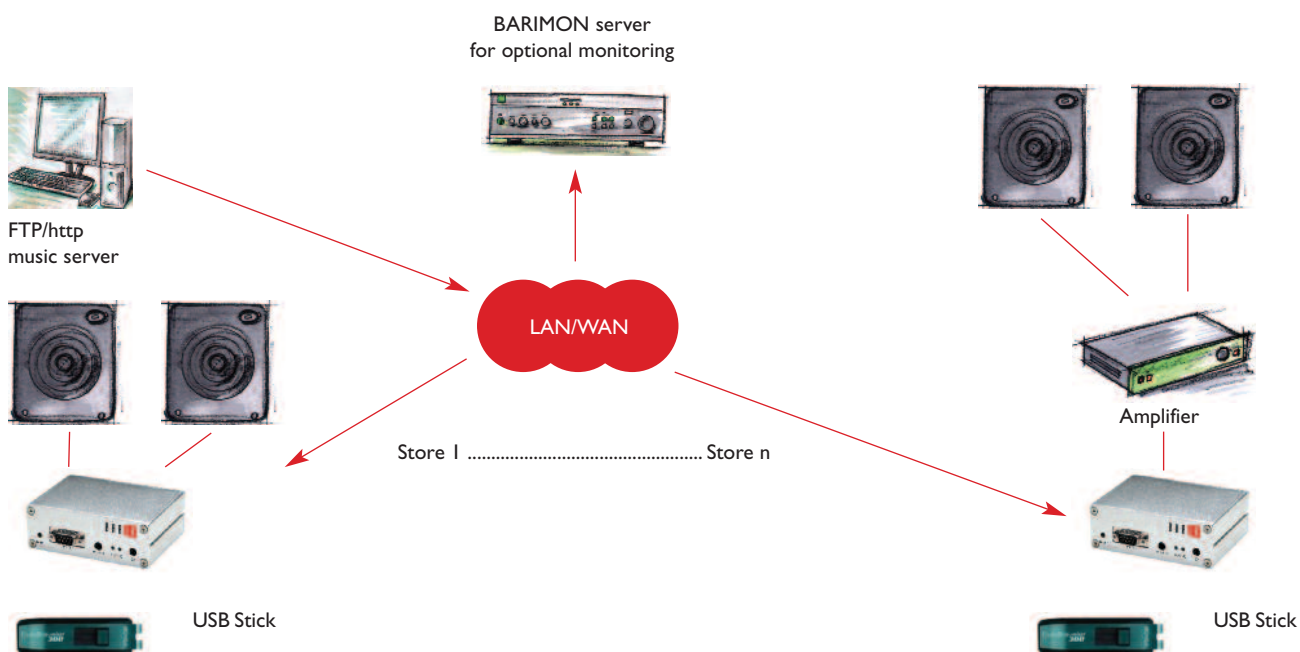 BARIMON server
for optional monitoring
FTP/http
music server
LAN/WAN
Amplifier
Store 1 .................................................. Store n
USB Stick
USB Stick